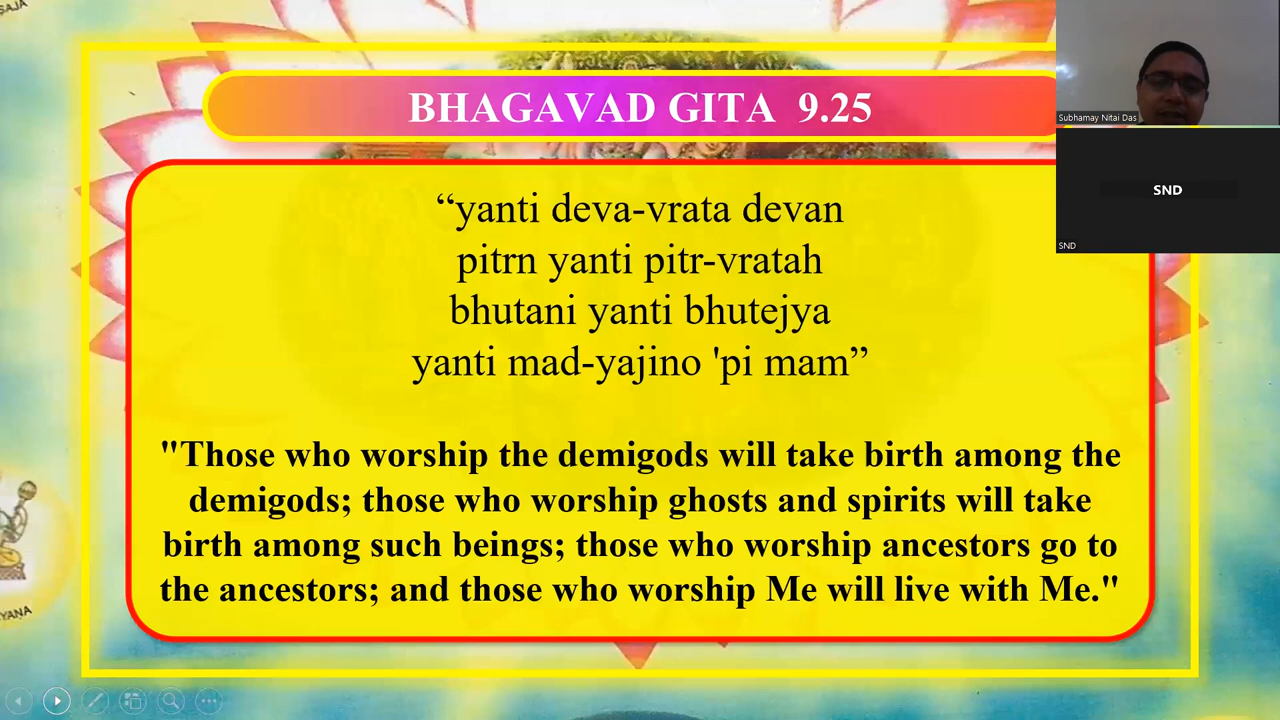 SAJA
BHAGAVAD GITA 9.25
“yanti deva-vrata devan
pitrn yanti pitr-vratah
bhutani yanti bhutejya
yanti mad-yajino 'pi mam”
"Those who worship the demigods will take birth among the
demigods; those who worship ghosts and spirits will take
birth among such beings; those who worship ancestors go to
the ancestors; and those who worship Me will live with Me."
YANA
Subhamay Nitai Das
SND
SND